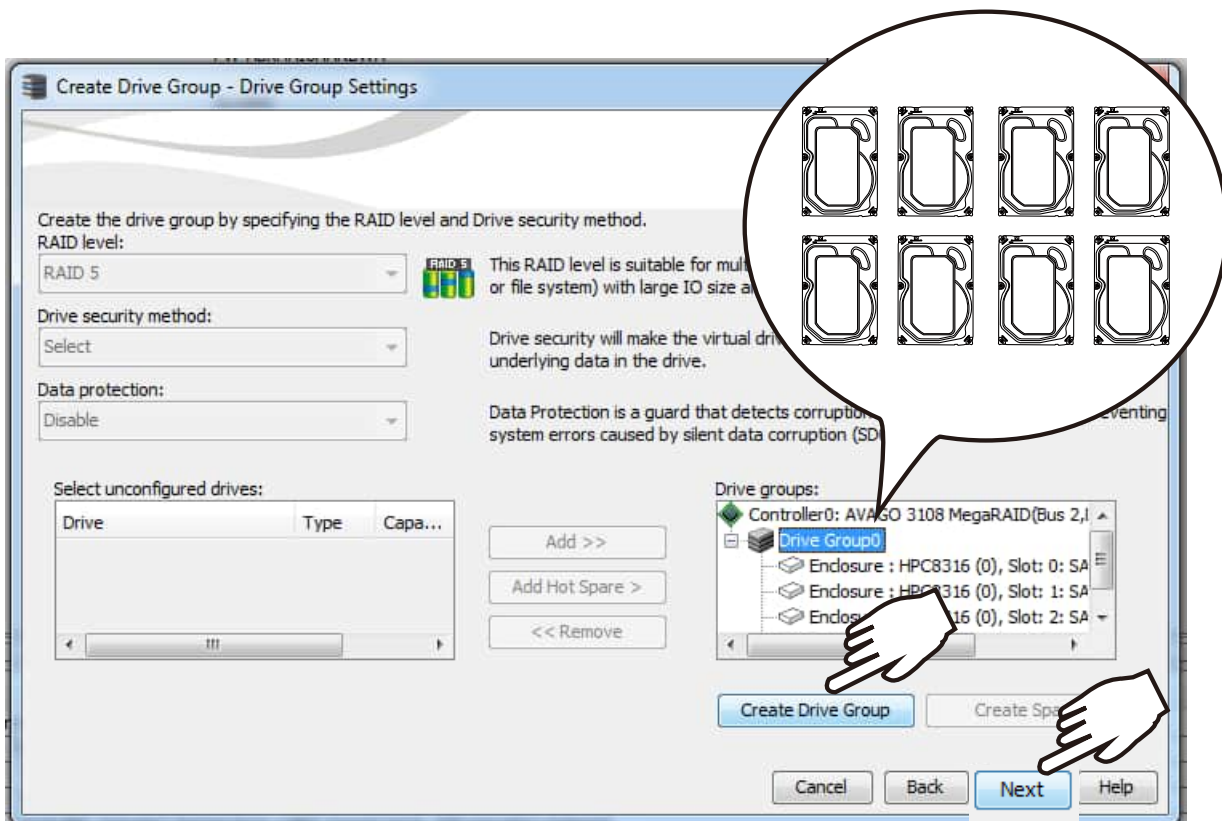 Create Drive Group - Drive Group Settings
Create the drive group by specifying the RAID level and Drive security method.
RAID level:
RAID 5
RAID 5
This RAID level is suitable for
or file system) with large IO size
Drive security method:
Select
Drive security will make the virtual
underlying data in the drive.
Data protection:
Disable
Data Protection is a guard that detects
system errors caused by silent data corruption
Select unconfigured drives:
Drive Type Capa...
Add >>
Add Hot Spare >
<< Remove
Drive groups:
Controller0: AVAGO 3108 MegaRAID(Bus 2,
Drive Group0
Enclosure : HPC8316 (0), Slot: 0: SA
Enclosure : HPC8316 (0), Slot: 1: SA
16 (0), Slot: 2: SA
Create Drive Group
Create
Cancel
Back
Next
Help